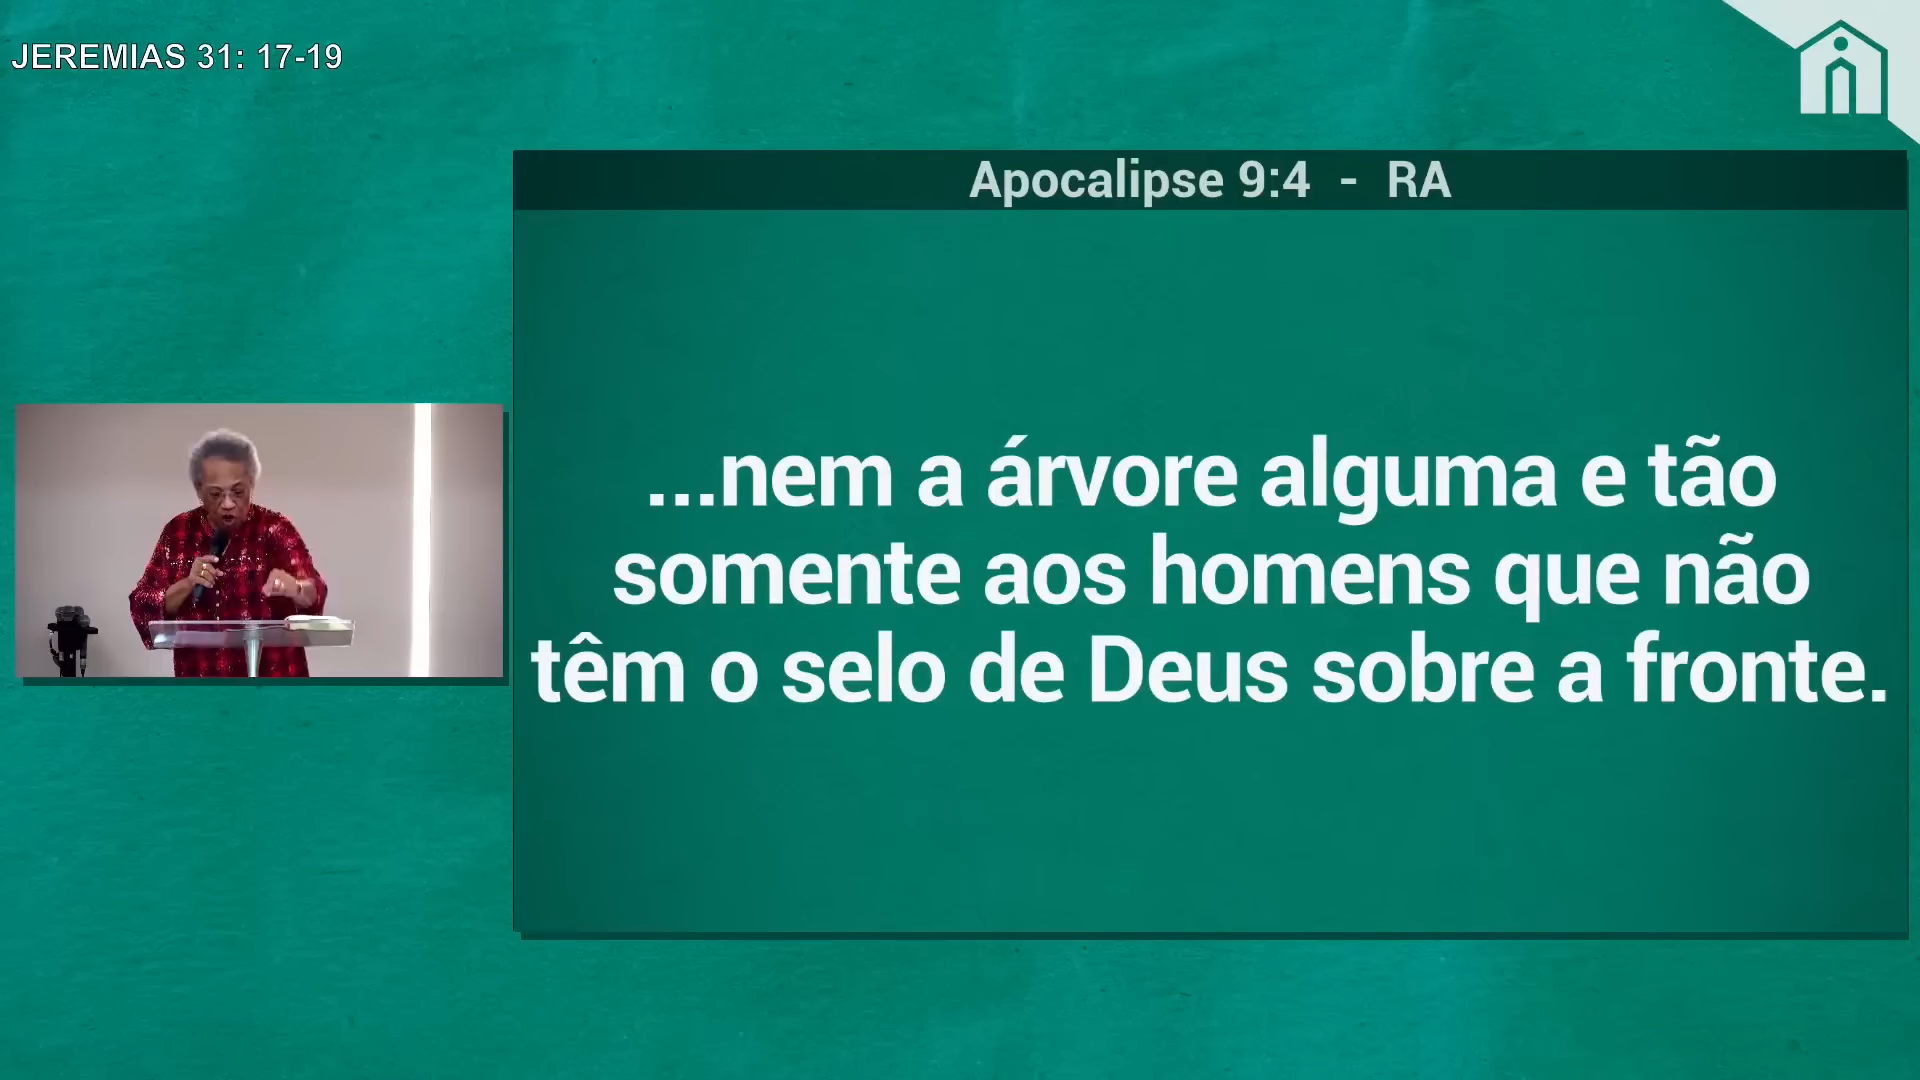 JEREMIAS 31: 17-19
Apocalipse 9:4 - RA
...nem a árvore alguma e tão
somente aos homens que não
têm o selo de Deus sobre a fronte.